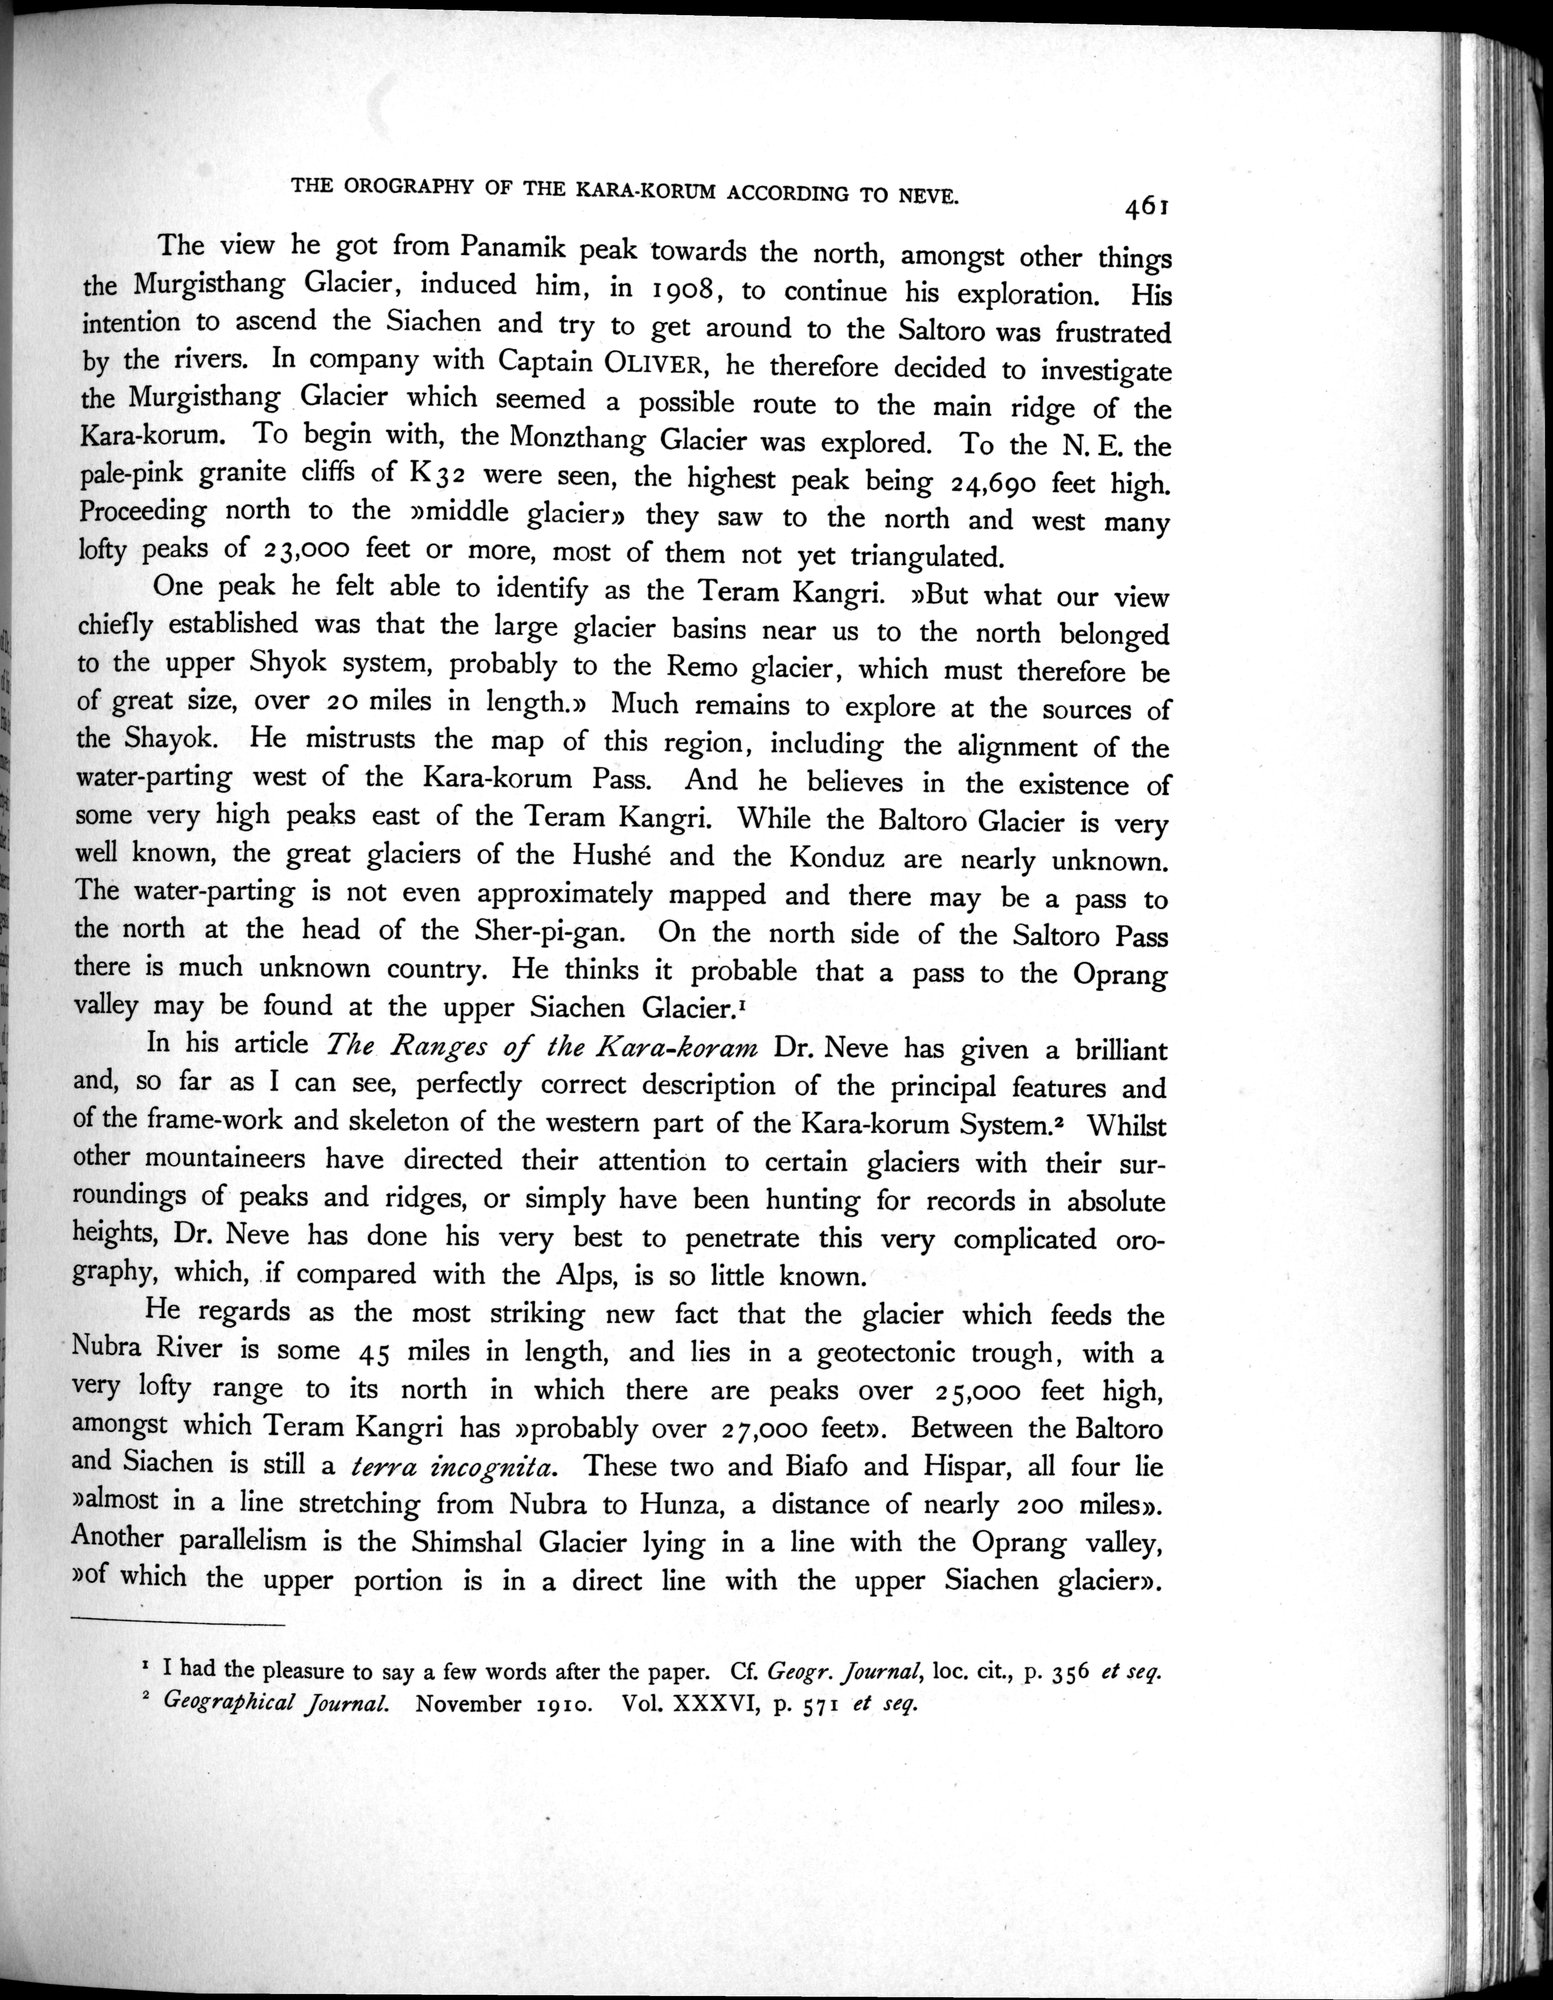 THE OROGRAPHY OF THE KARA-KORUM ACCORDING TO NEVE.
461
The view he got from Panamik peak towards the north, amongst other things
the Murgisthang Glacier, induced him, in 1908, to continue his exploration. His
intention to ascend the Siachen and try to get around to the Saltoro was frustrated
by the rivers. In company with Captain OLIVER, he therefore decided to investigate
the Murgisthang Glacier which seemed a possible route to the main ridge of the
Kara-korum. To begin with, the Monzthang Glacier was explored. To the N. E. the
pale-pink granite cliffs of K 32 were seen, the highest peak being 24,690 feet high.
Proceeding north to the »middle glacier» they saw to the north and west many
lofty peaks of 23,000 feet or more, most of them not yet triangulated.
One peak he felt able to identify as the Teram Kangri. »But what our view
chiefly established was that the large glacier basins near us to the north belonged
to the upper Shyok system, probably to the Remo glacier, which must therefore be
of great size, over 20 miles in length.» Much remains to explore at the sources of
the Shayok. He mistrusts the map of this region, including the alignment of the
water-parting west of the Kara-korum Pass. And he believes in the existence of
some very high peaks east of the Teram Kangri. While the Baltoro Glacier is very
well known, the great glaciers of the Hushé and the Konduz are nearly unknown.
The water-parting is not even approximately mapped and there may be a pass to
the north at the head of the Sher-pi-gan. On the north side of the Saltoro Pass
there is much unknown country. He thinks it probable that a pass to the Oprang
valley may be found at the upper Siachen Glacier.¹
In his article The Ranges of the Kara-koram Dr. Neve has given a brilliant
and, so far as I can see, perfectly correct description of the principal features and
of the frame-work and skeleton of the western part of the Kara-korum System.² Whilst
other mountaineers have directed their attention to certain glaciers with their sur-
roundings of peaks and ridges, or simply have been hunting for records in absolute
heights, Dr. Neve has done his very best to penetrate this very complicated oro-
graphy, which, if compared with the Alps, is so little known.
He regards as the most striking new fact that the glacier which feeds the
Nubra River is some 45 miles in length, and lies in a geotectonic trough, with a
very lofty range to its north in which there are peaks over 25,000 feet high,
amongst which Teram Kangri has »probably over 27,000 feet». Between the Baltoro
and Siachen is still a terra incognita. These two and Biafo and Hispar, all four lie
»almost in a line stretching from Nubra to Hunza, a distance of nearly 200 miles».
Another parallelism is the Shimshal Glacier lying in a line with the Oprang valley,
»of which the upper portion is in a direct line with the upper Siachen glacier».
¹ I had the pleasure to say a few words after the paper. Cf. Geogr. Journal, loc. cit., p. 356 et seq.
² Geographical Journal. November 1910. Vol. XXXVI, p. 571 et seq.